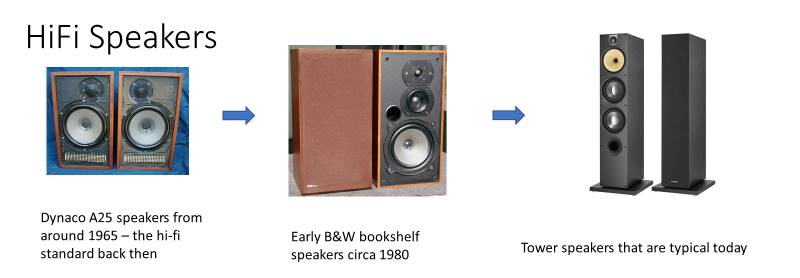 HiFi Speakers
Dynaco A25 speakers from
around 1965 – the hi-fi
standard back then
Early B&W bookshelf
speakers circa 1980
Tower speakers that are typical today